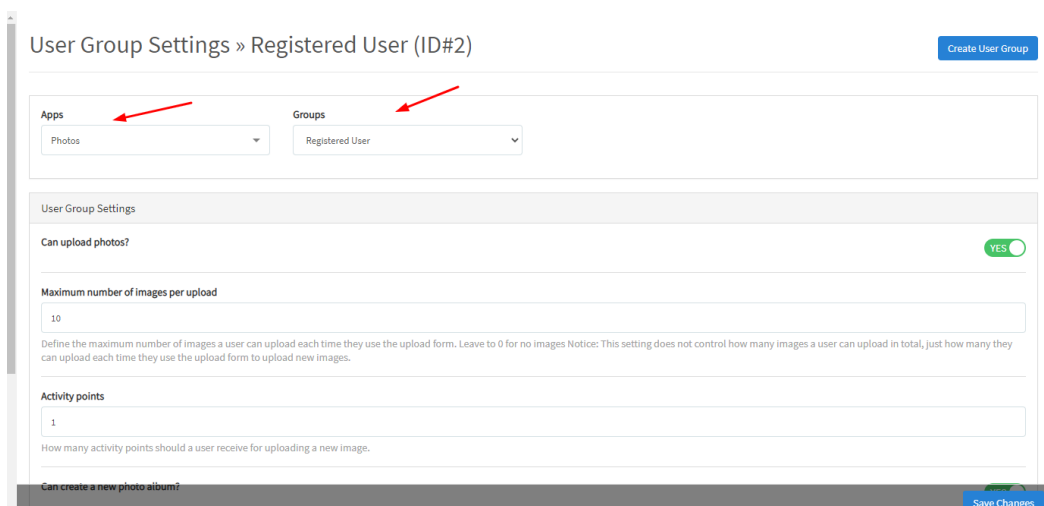 User Group Settings » Registered User (ID#2)
Create User Group
Apps
Groups
Photos
Registered User
User Group Settings
Can upload photos?
YES
Maximum number of images per upload
10
Define the maximum number of images a user can upload each time they use the upload form. Leave to 0 for no images Notice: This setting does not control how many images a user can upload in total, just how many they
can upload each time they use the upload form to upload new images.
Activity points
1
How many activity points should a user receive for uploading a new image.
Can create a new photo album?
YES
Save Changes